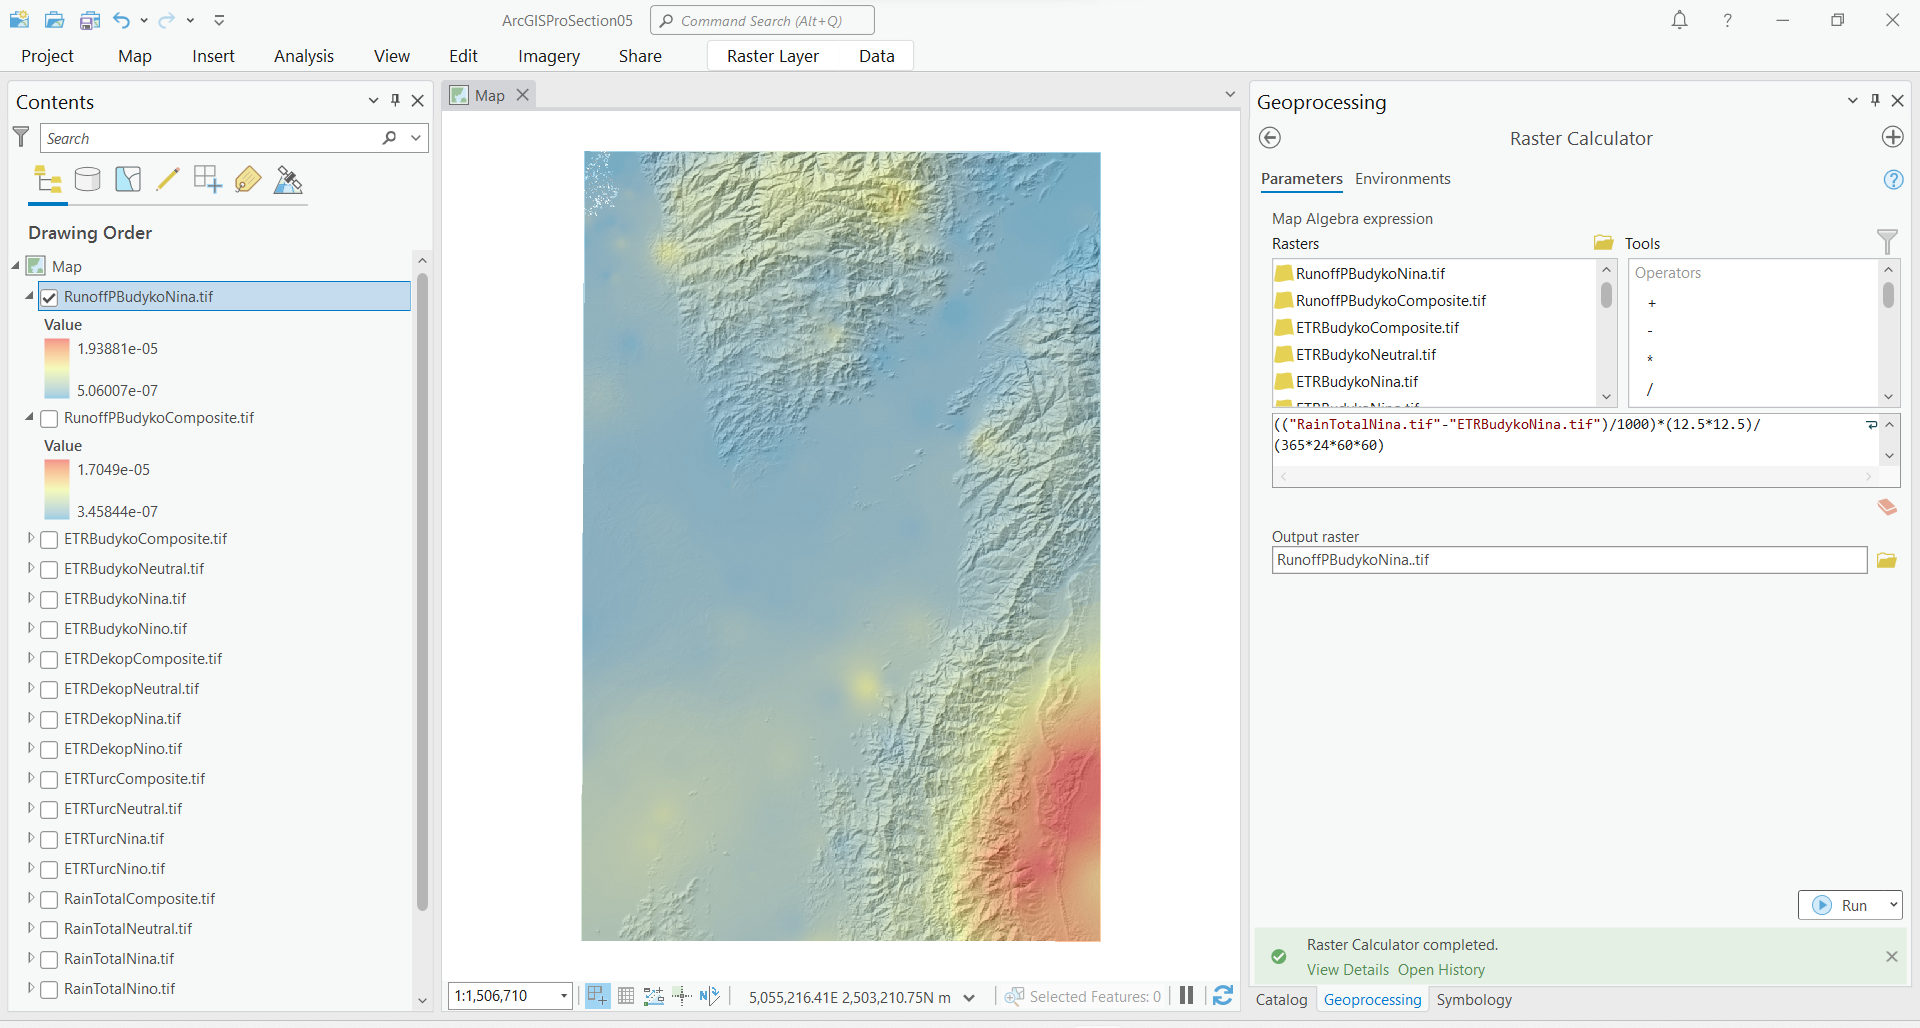 ArcGISProSection05
Command Search (Alt+Q)
?
Project
Map
Insert
Analysis
View
Edit
Imagery
Share
Raster Layer
Data
Contents
Search
Drawing Order
Map
RunoffPBudykoNina.tif
Value
1.93881e-05
5.06007e-07
RunoffPBudykoComposite.tif
Value
1.7049e-05
3.45844e-07
ETRBudykoComposite.tif
ETRBudykoNeutral.tif
ETRBudykoNina.tif
ETRBudykoNino.tif
ETRDekopComposite.tif
ETRDekopNeutral.tif
ETRDekopNina.tif
ETRDekopNino.tif
ETRTurcComposite.tif
ETRTurcNeutral.tif
ETRTurcNina.tif
ETRTurcNino.tif
RainTotalComposite.tif
RainTotalNeutral.tif
RainTotalNina.tif
RainTotalNino.tif
Map
1:1,506,710
5,055,216.41E 2,503,210.75N m
Selected Features: 0
Geoprocessing
Raster Calculator
Parameters
Environments
?
Map Algebra expression
Rasters
Tools
RunoffPBudykoNina.tif
RunoffPBudykoComposite.tif
ETRBudykoComposite.tif
ETRBudykoNeutral.tif
ETRBudykoNina.tif
ETRBudykoNino.tif
Operators
+
-
*
/
(("RainTotalNina.tif"-"ETRBudykoNina.tif")/1000)*(12.5*12.5)/
(365*24*60*60)
Output raster
RunoffPBudykoNina..tif
Run
Raster Calculator completed.
View Details Open History
Catalog
Geoprocessing
Symbology